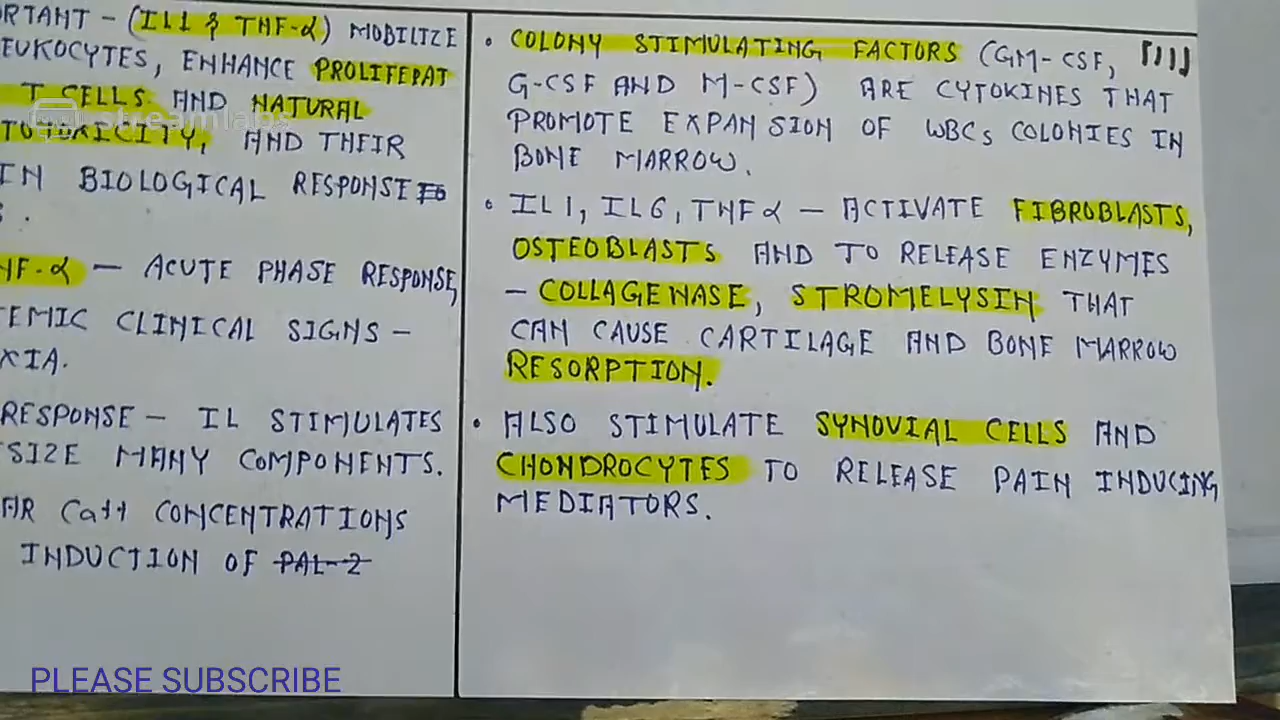 RTANT - (IL1 & TNF-α) MOBILIZE
EUKOCYTES, ENHANCE PROLIFERAT
T CELLS AND NATURAL
TOTOXICITY, AND THEIR
IN BIOLOGICAL RESPONSE
NF-α — ACUTE PHASE RESPONSE,
TEMIC CLINICAL SIGNS -
XIA.
RESPONSE - IL STIMULATES
SIZE MANY COMPONENTS.
AR Ca++ CONCENTRATIONS
INDUCTION OF PAL-2
• COLONY STIMULATING FACTORS (GM-CSF,
G-CSF AND M-CSF) ARE CYTOKINES THAT
PROMOTE EXPANSION OF WBCs COLONIES IN
BONE MARROW.
• IL1, IL6, TNFα - ACTIVATE FIBROBLASTS,
OSTEOBLASTS AND TO RELEASE ENZYMES
- COLLAGENASE, STROMELYSIN THAT
CAN CAUSE CARTILAGE AND BONE MARROW
RESORPTION.
• ALSO STIMULATE SYNOVIAL CELLS AND
CHONDROCYTES TO RELEASE PAIN INDUCING
MEDIATORS.
streamlabs
PLEASE SUBSCRIBE